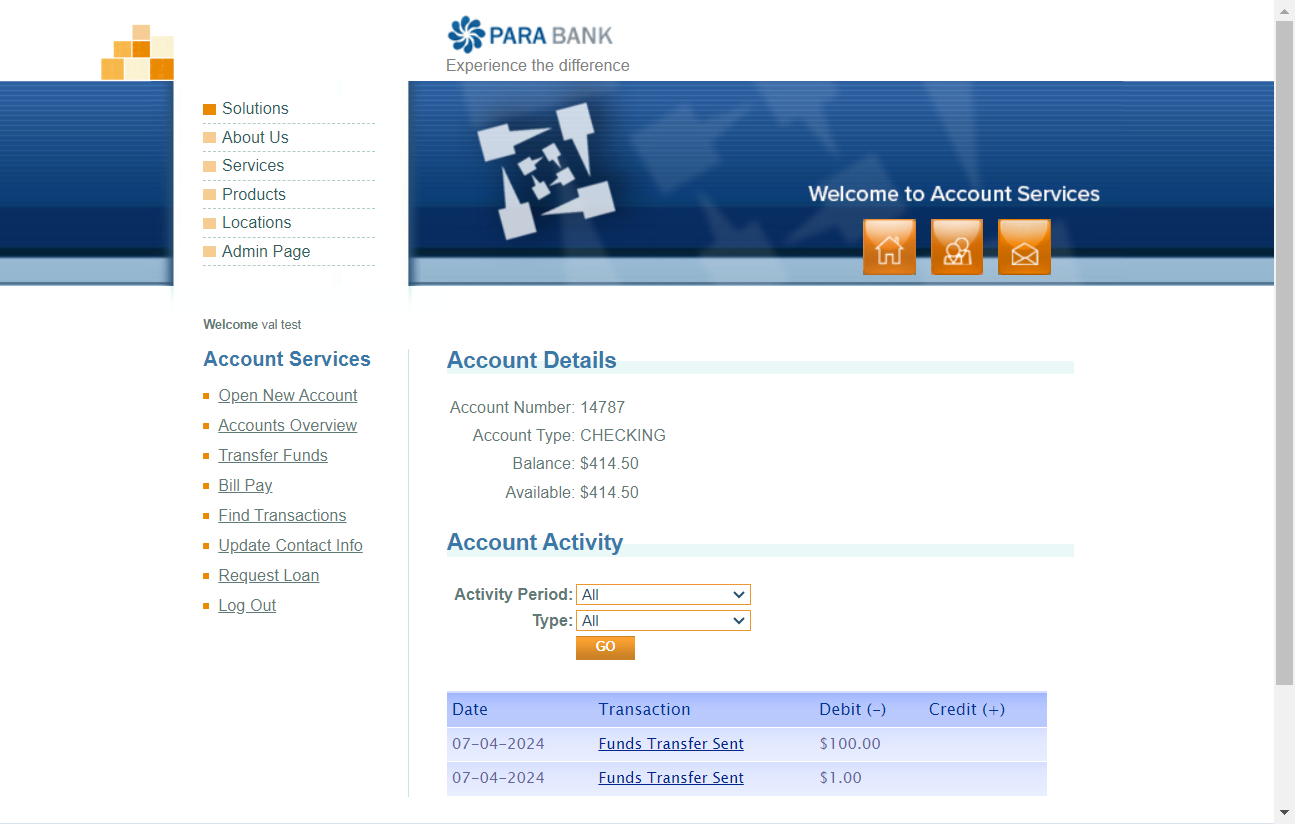 PARA BANK
Experience the difference
Solutions
About Us
Services
Products
Locations
Admin Page
Welcome to Account Services
Welcome val test
Account Services
Open New Account
Accounts Overview
Transfer Funds
Bill Pay
Find Transactions
Update Contact Info
Request Loan
Log Out
Account Details
Account Number: 14787
Account Type: CHECKING
Balance: $414.50
Available: $414.50
Account Activity
Activity Period: All
Type: All
GO
Date Transaction Debit (-) Credit (+)
07-04-2024 Funds Transfer Sent $100.00
07-04-2024 Funds Transfer Sent $1.00